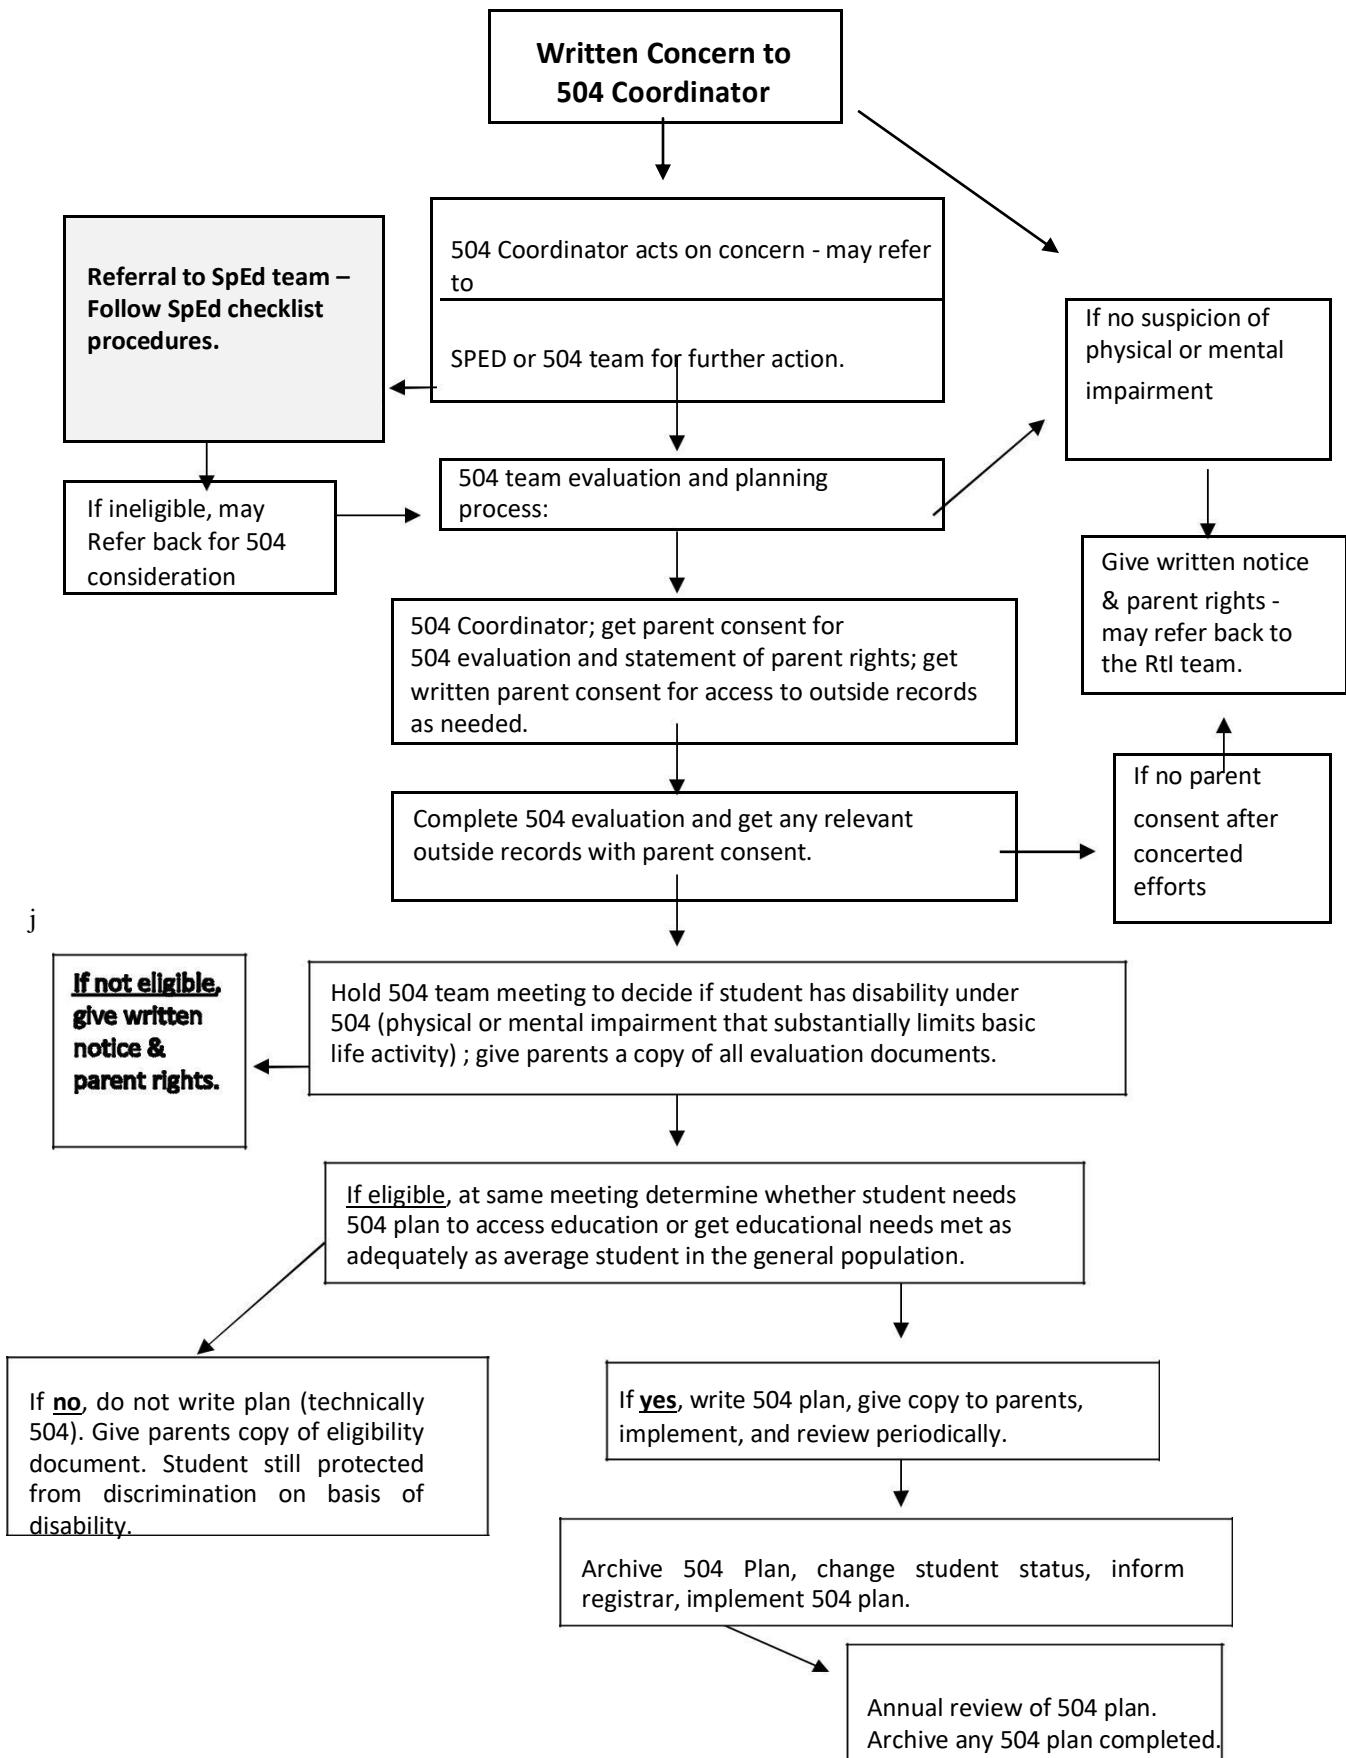 Written Concern to
504 Coordinator
504 Coordinator acts on concern - may refer
to
SPED or 504 team for further action.
Referral to SpEd team –
Follow SpEd checklist
procedures.
If no suspicion of
physical or mental
impairment
504 team evaluation and planning
process:
If ineligible, may
Refer back for 504
consideration
Give written notice
& parent rights -
may refer back to
the RtI team.
504 Coordinator; get parent consent for
504 evaluation and statement of parent rights; get
written parent consent for access to outside records
as needed.
If no parent
consent after
concerted
efforts
Complete 504 evaluation and get any relevant
outside records with parent consent.
j
If not eligible,
give written
notice &
parent rights.
Hold 504 team meeting to decide if student has disability under
504 (physical or mental impairment that substantially limits basic
life activity) ; give parents a copy of all evaluation documents.
If eligible, at same meeting determine whether student needs
504 plan to access education or get educational needs met as
adequately as average student in the general population.
If no, do not write plan (technically
504). Give parents copy of eligibility
document. Student still protected
from discrimination on basis of
disability.
If yes, write 504 plan, give copy to parents,
implement, and review periodically.
Archive 504 Plan, change student status, inform
registrar, implement 504 plan.
Annual review of 504 plan.
Archive any 504 plan completed.